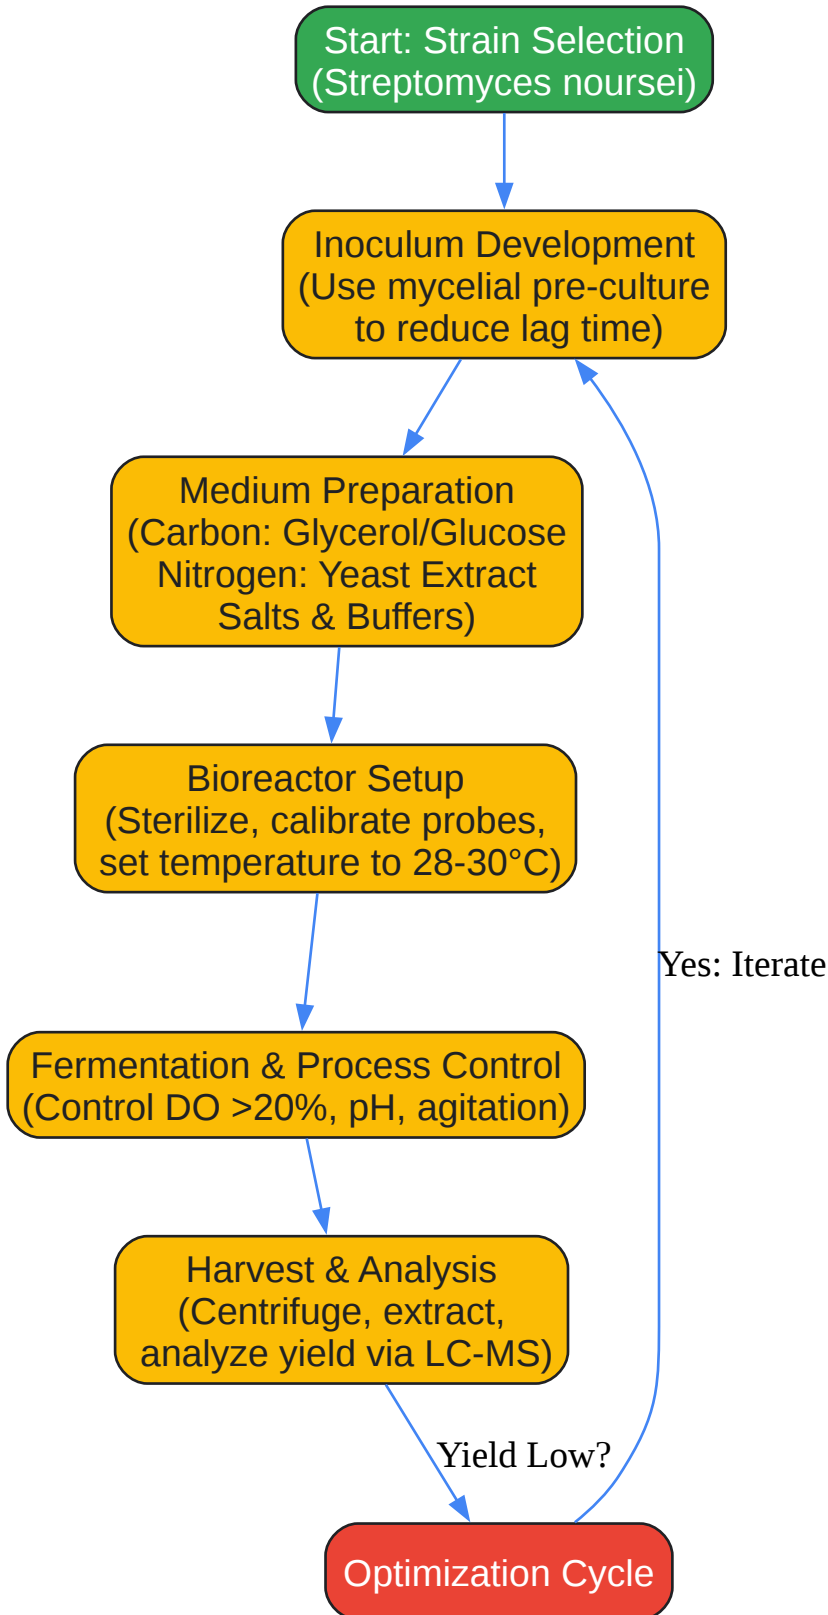 Start: Strain Selection
(Streptomyces noursei)
Inoculum Development
(Use mycelial pre-culture
to reduce lag time)
Medium Preparation
(Carbon: Glycerol/Glucose
Nitrogen: Yeast Extract
Salts & Buffers)
Bioreactor Setup
(Sterilize, calibrate probes,
set temperature to 28-30°C)
Yes: Iterate
Fermentation & Process Control
(Control DO >20%, pH, agitation)
Harvest & Analysis
(Centrifuge, extract,
analyze yield via LC-MS)
Yield Low?
Optimization Cycle